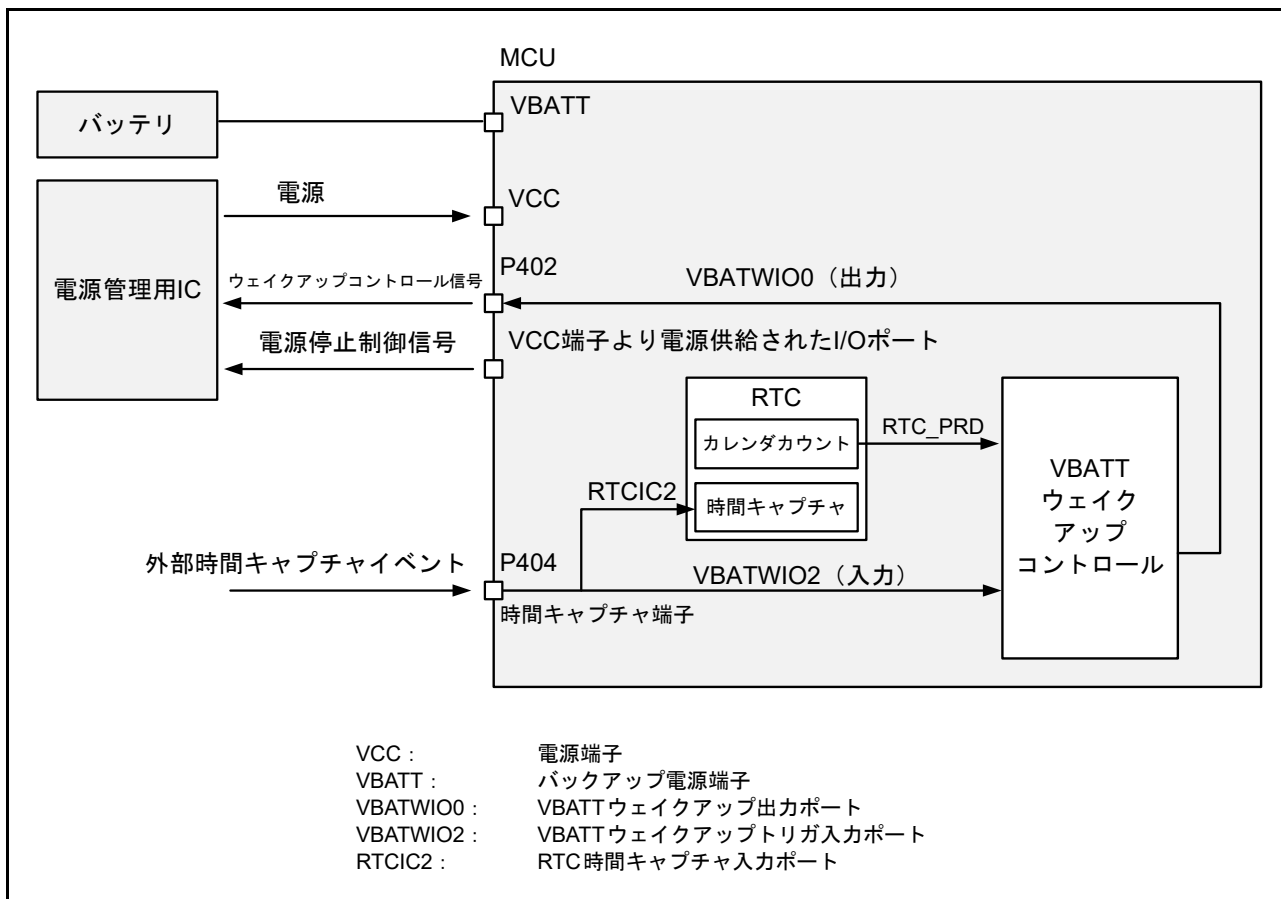 MCU
バッテリ
VBATT
電源
VCC
電源管理用IC
P402
ウェイクアップコントロール信号
VBATWIO0（出力）
電源停止制御信号
VCC端子より電源供給されたI/Oポート
RTC
カレンダカウント
RTC_PRD
時間キャプチャ
RTCIC2
VBATT
ウェイク
アップ
コントロール
外部時間キャプチャイベント
P404
VBATWIO2（入力）
時間キャプチャ端子
VCC： 電源端子
VBATT： バックアップ電源端子
VBATWIO0： VBATTウェイクアップ出力ポート
VBATWIO2： VBATTウェイクアップトリガ入力ポート
RTCIC2： RTC時間キャプチャ入力ポート